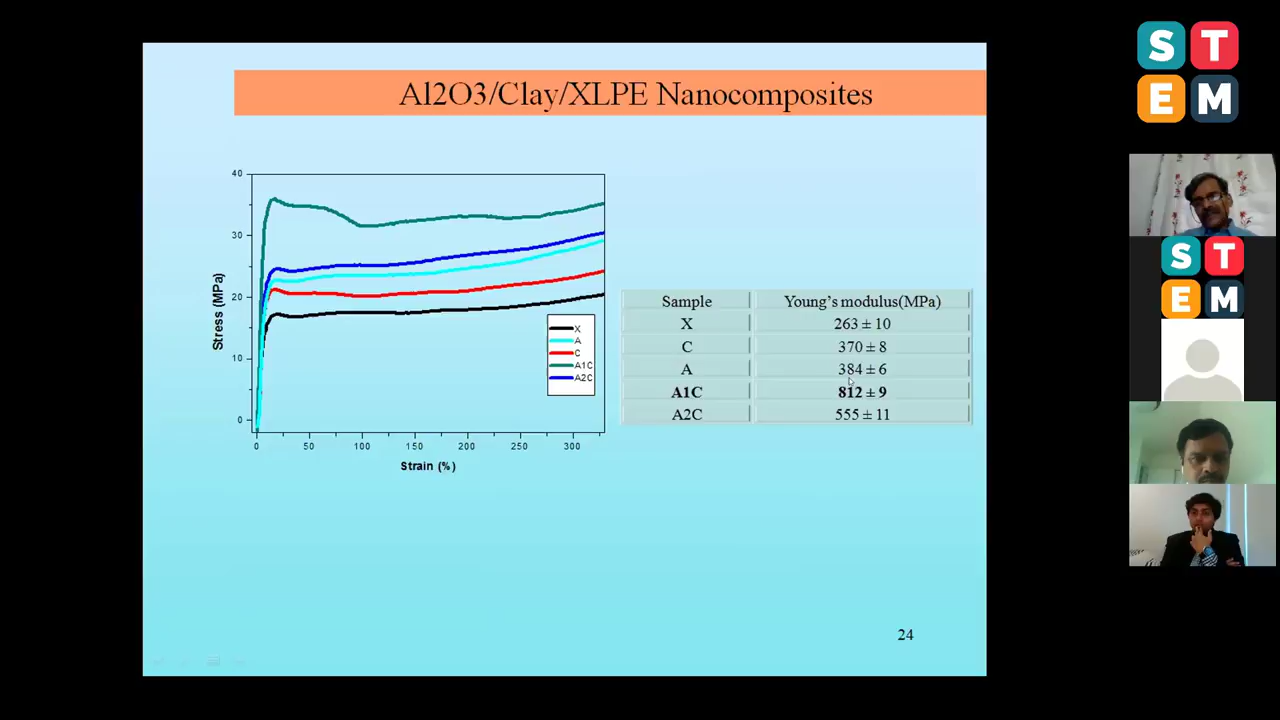 S T
E M
Al2O3/Clay/XLPE Nanocomposites
40
30
20
10
0
Stress (MPa)
0 50 100 150 200 250 300
Strain (%)
X
A
C
A1C
A2C
Sample Young's modulus(MPa)
X 263 ± 10
C 370 ± 8
A 384 ± 6
A1C 812 ± 9
A2C 555 ± 11
24
S T
E M